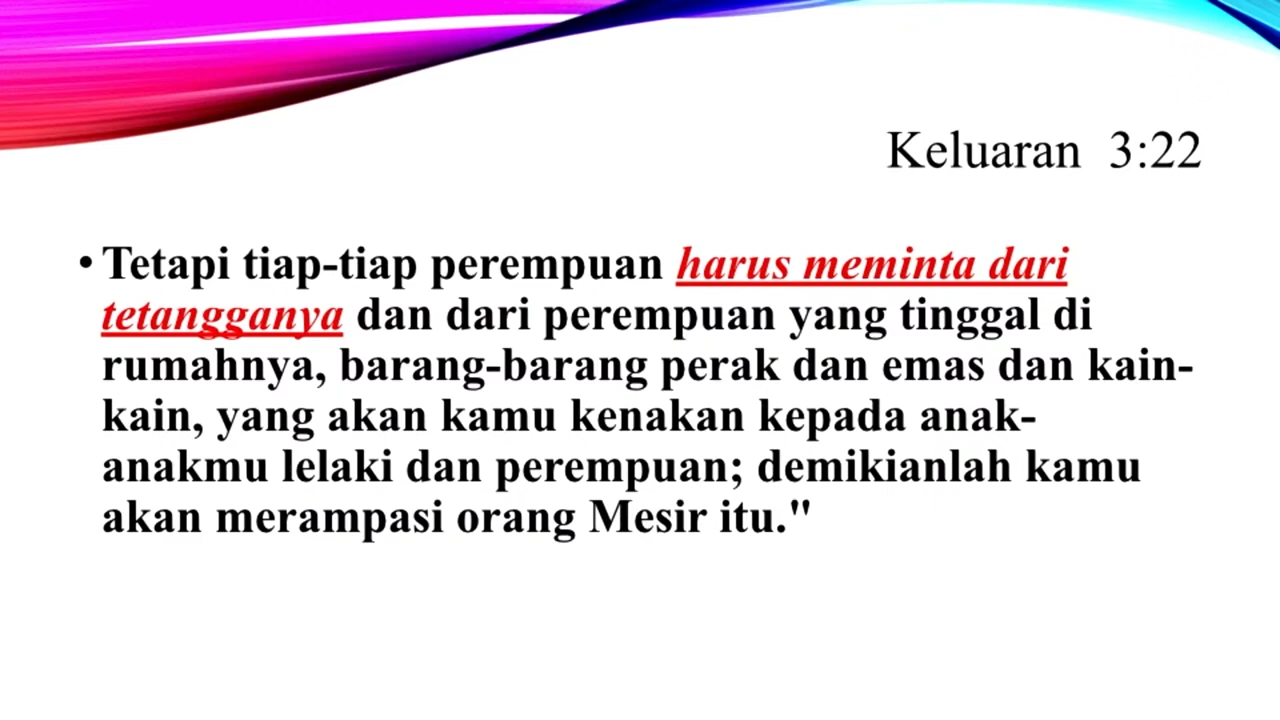 Keluaran 3:22
• Tetapi tiap-tiap perempuan harus meminta dari
tetangganya dan dari perempuan yang tinggal di
rumahnya, barang-barang perak dan emas dan kain-
kain, yang akan kamu kenakan kepada anak-
anakmu lelaki dan perempuan; demikianlah kamu
akan merampasi orang Mesir itu."